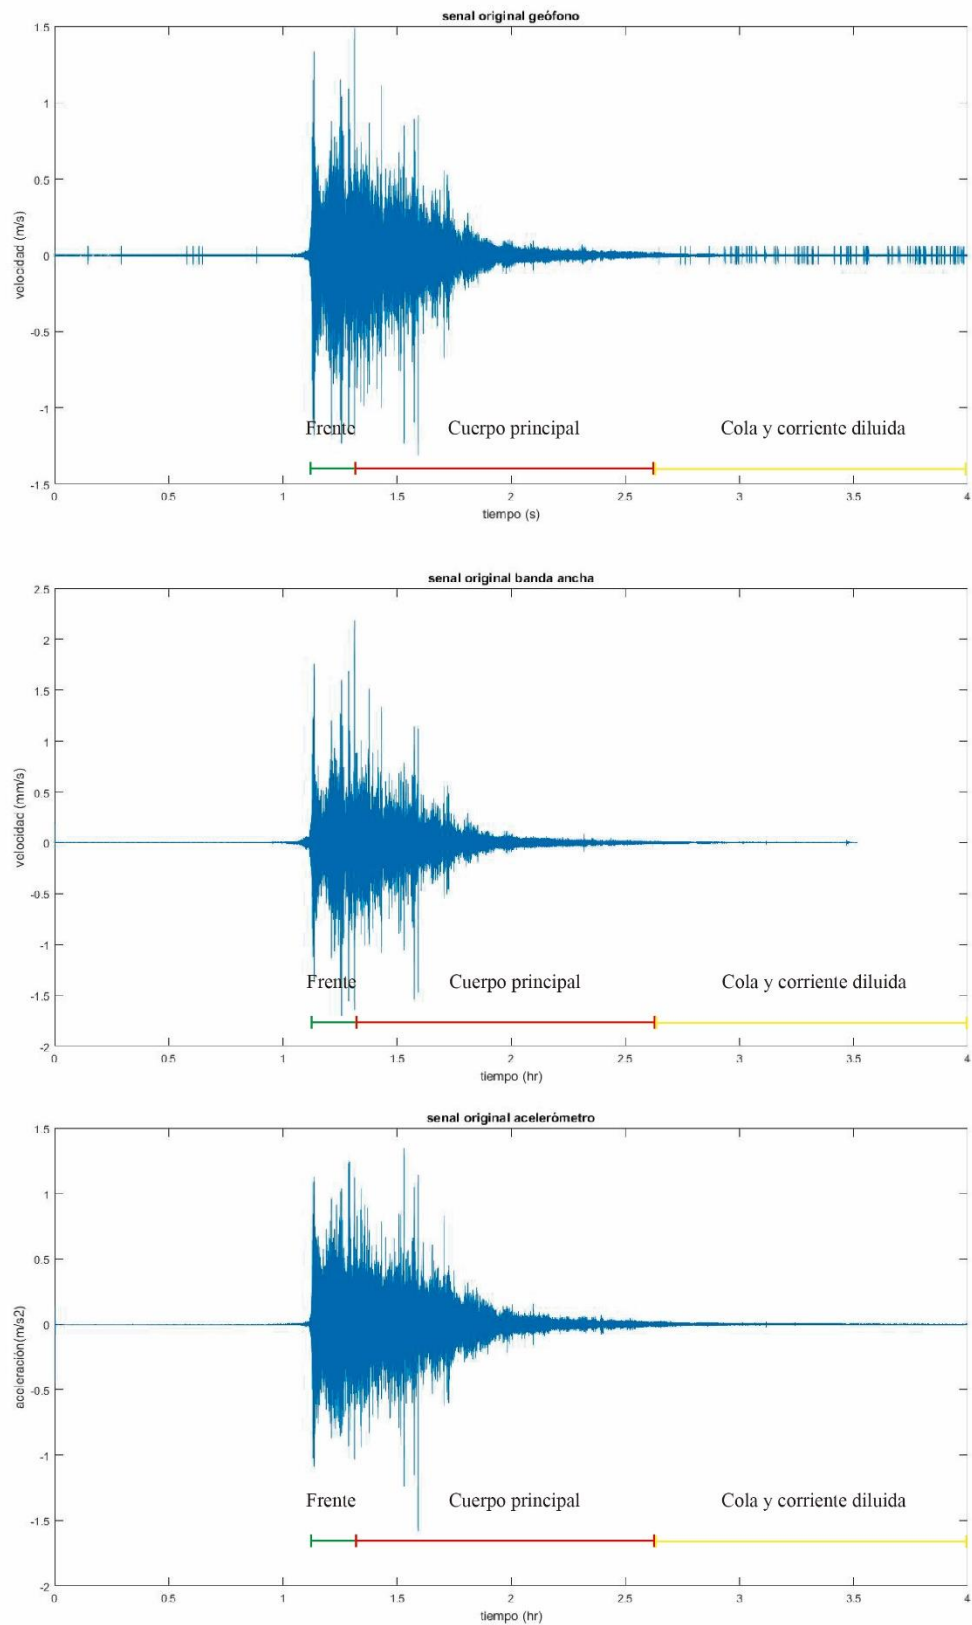 senal original geófono
1.5
1
0.5
0
-0.5
-1
-1.5
velocidad (m/s)
Frente
Cuerpo principal
Cola y corriente diluida
0 0.5 1 1.5 2 2.5 3 3.5 4
tiempo (s)
senal original banda ancha
2.5
2
1.5
1
0.5
0
-0.5
-1
-1.5
-2
velocidad (mm/s)
Frente
Cuerpo principal
Cola y corriente diluida
0 0.5 1 1.5 2 2.5 3 3.5 4
tiempo (hr)
senal original acelerómetro
1.5
1
0.5
0
-0.5
-1
-1.5
-2
aceleración(m/s2)
Frente
Cuerpo principal
Cola y corriente diluida
0 0.5 1 1.5 2 2.5 3 3.5 4
tiempo (hr)